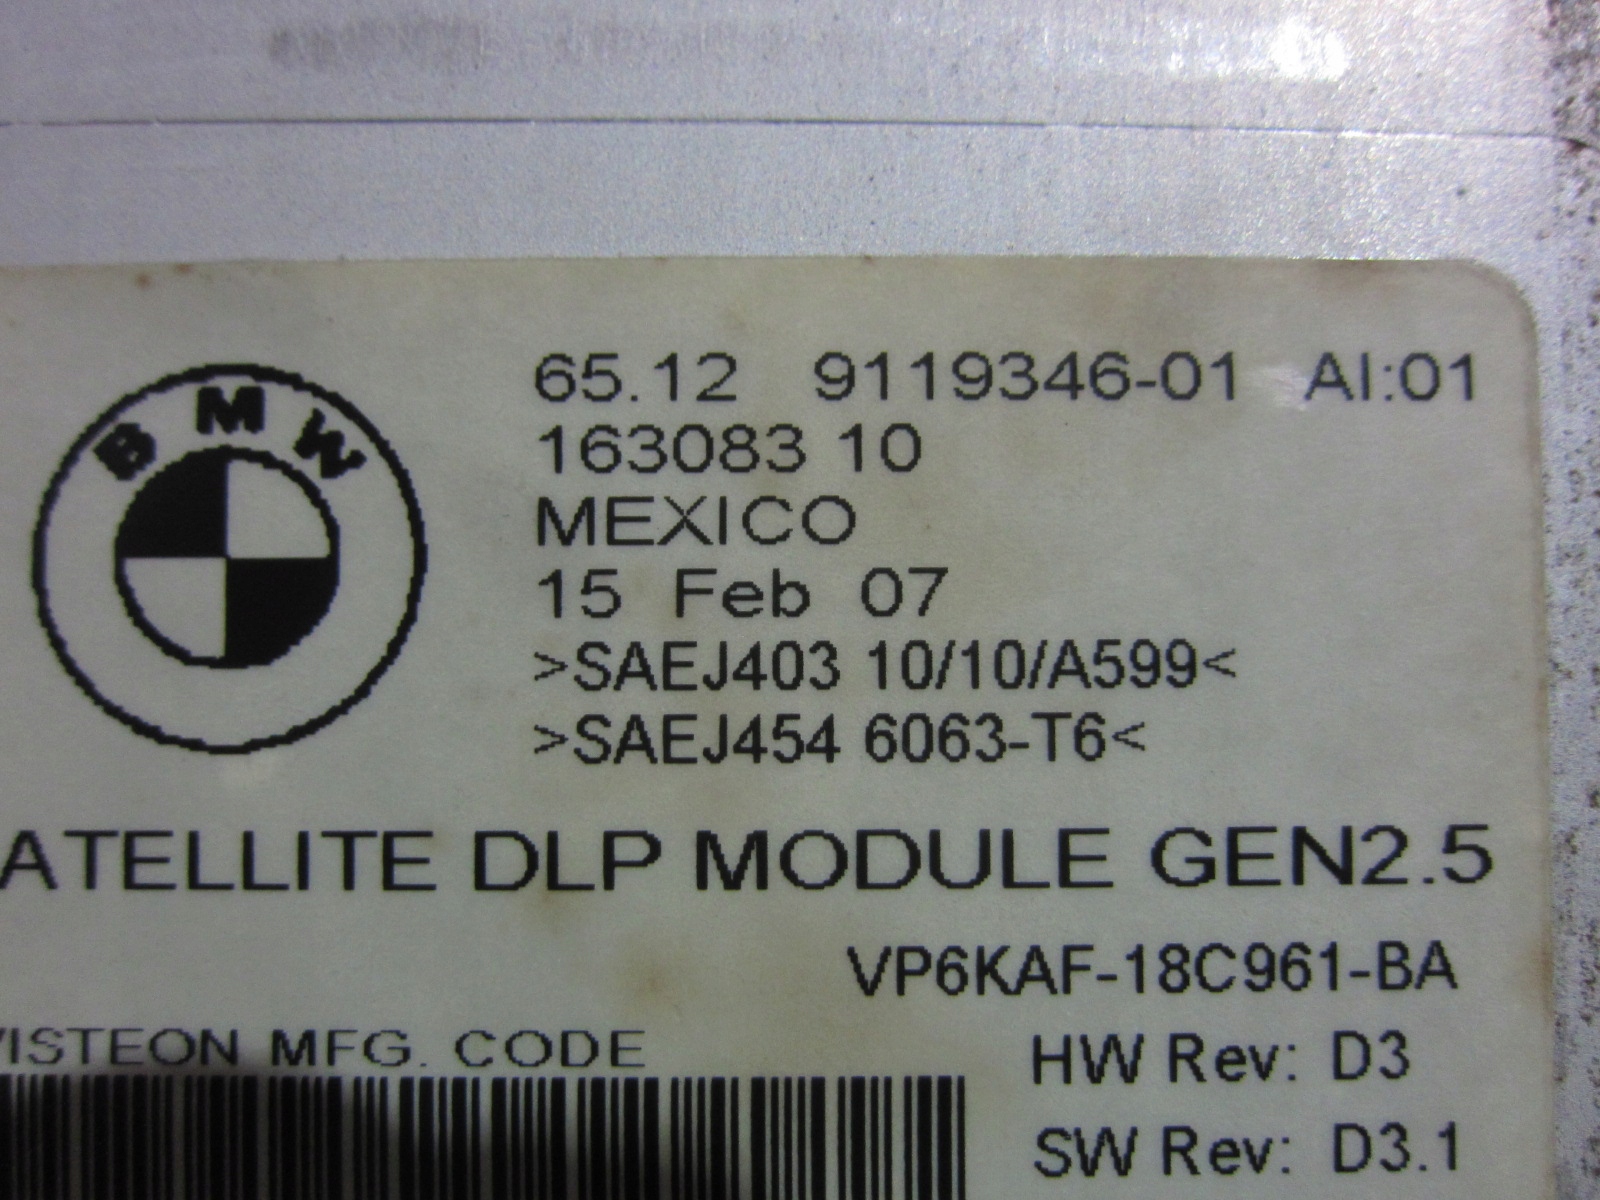 BMW
65.12 9119346-01 AI:01
163083 10
MEXICO
15 Feb 07
>SAEJ403 10/10/A599<
>SAEJ454 6063-T6<
ATELLITE DLP MODULE GEN2.5
VP6KAF-18C961-BA
VISTEON MFG. CODE
HW Rev: D3
SW Rev: D3.1